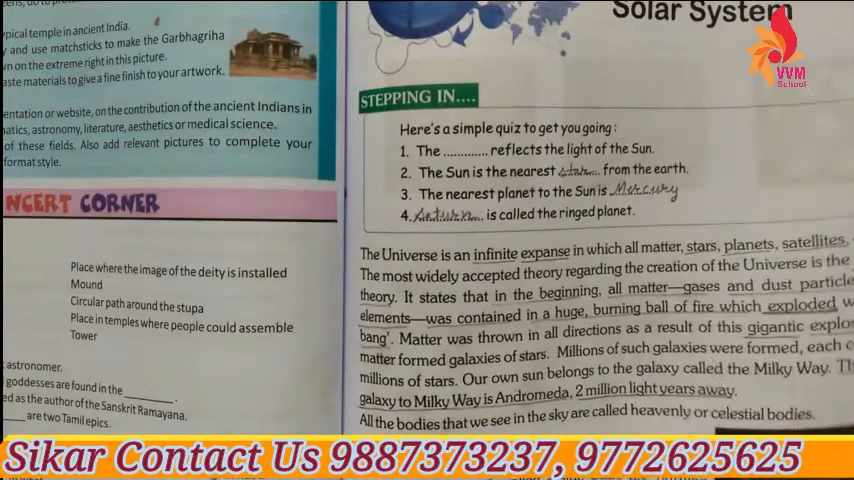 ypical temple in ancient India.
y and use matchsticks to make the Garbhagriha
vn on the extreme right in this picture.
aste materials to give a fine finish to your artwork.
entation or website, on the contribution of the ancient Indians in
natics, astronomy, literature, aesthetics or medical science.
of these fields. Also add relevant pictures to complete your
format style.
NCERT CORNER
Place where the image of the deity is installed
Mound
Circular path around the stupa
Place in temples where people could assemble
Tower
astronomer.
goddesses are found in the ________.
ed as the author of the Sanskrit Ramayana.
____ are two Tamil epics.
Solar System
VVM
School
STEPPING IN....
Here's a simple quiz to get you going :
1. The ............. reflects the light of the Sun.
2. The Sun is the nearest star... from the earth.
3. The nearest planet to the Sun is Mercury
4. Saturn... is called the ringed planet.
The Universe is an infinite expanse in which all matter, stars, planets, satellites,
The most widely accepted theory regarding the creation of the Universe is the
theory. It states that in the beginning, all matter—gases and dust particle
elements—was contained in a huge, burning ball of fire which exploded w
bang'. Matter was thrown in all directions as a result of this gigantic explo
matter formed galaxies of stars. Millions of such galaxies were formed, each c
millions of stars. Our own sun belongs to the galaxy called the Milky Way. Th
galaxy to Milky Way is Andromeda, 2 million light years away.
All the bodies that we see in the sky are called heavenly or celestial bodies.
Sikar Contact Us 9887373237, 9772625625